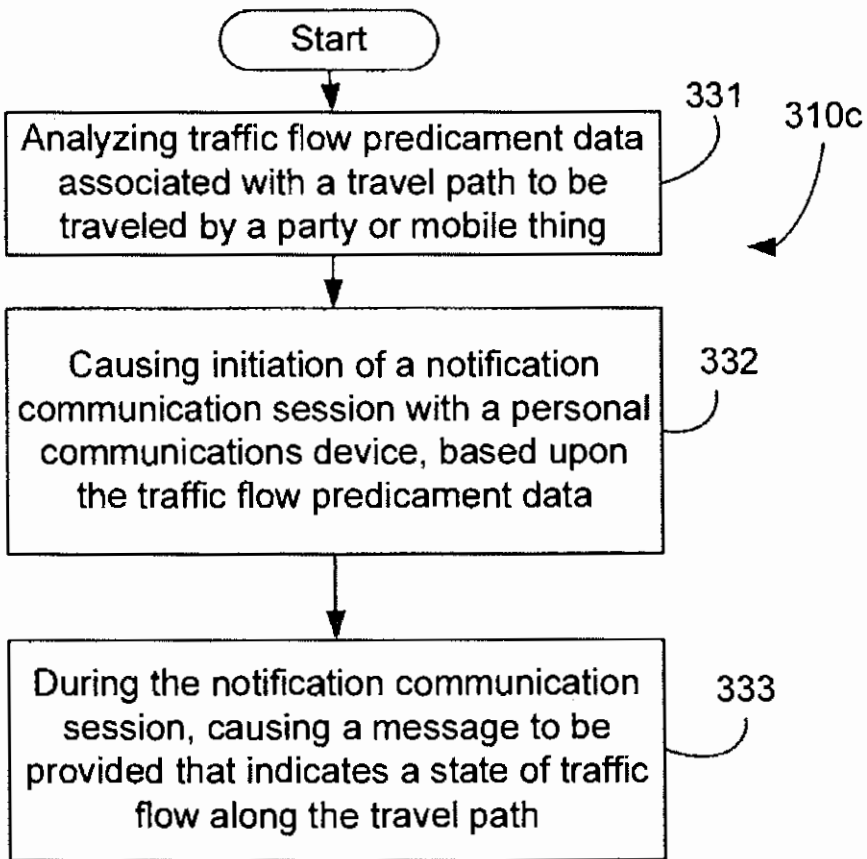 Start
331
310c
Analyzing traffic flow predicament data
associated with a travel path to be
traveled by a party or mobile thing
332
Causing initiation of a notification
communication session with a personal
communications device, based upon
the traffic flow predicament data
333
During the notification communication
session, causing a message to be
provided that indicates a state of traffic
flow along the travel path